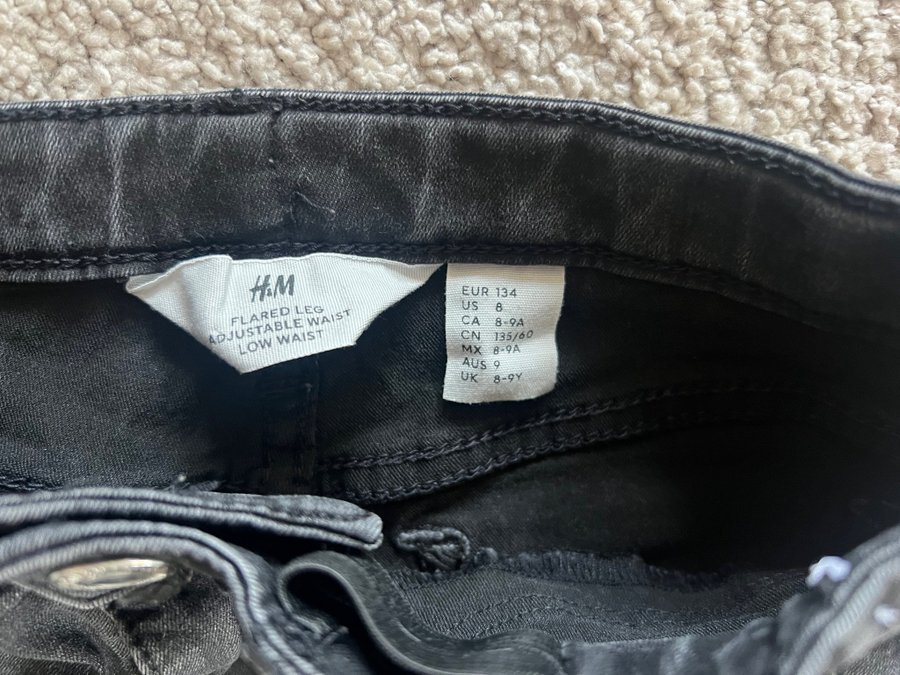 H&M
FLARED LEG
ADJUSTABLE WAIST
LOW WAIST
EUR 134
US 8
CA 8-9A
CN 135/60
MX 8-9A
AUS 9
UK 8-9Y